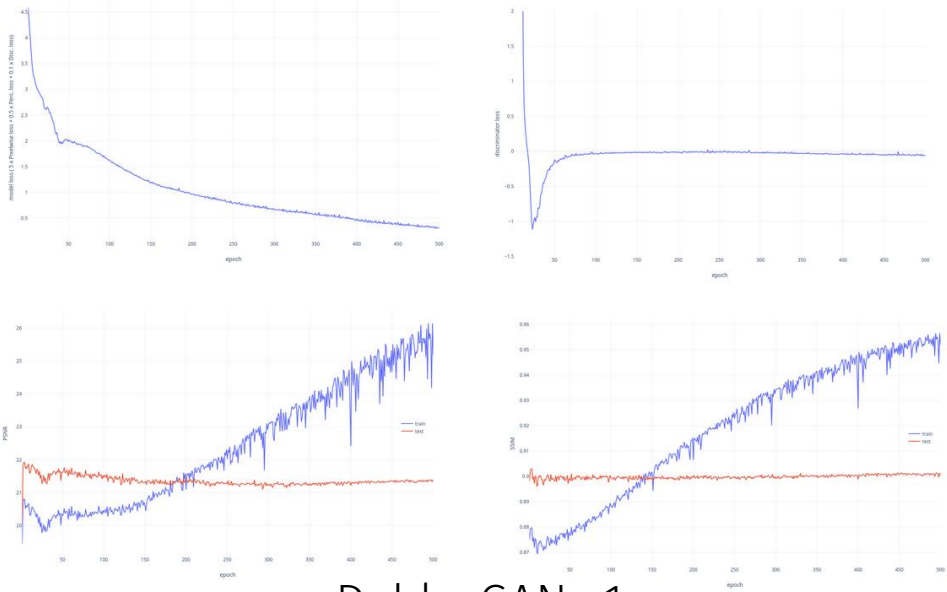 4.5
4
3.5
3
2.5
2
1.5
1
0.5
model loss ( 5 x Pixelwise loss + 0.5 x Perc. loss + 0.1 x Disc. loss)
50 100 150 200 250 300 350 400 450 500
epoch
2
1.5
1
0.5
0
−0.5
−1
−1.5
discriminator loss
50 100 150 200 250 300 350 400 450 500
epoch
26
25
24
23
22
21
20
PSNR
train
test
50 100 150 200 250 300 350 400 450 500
epoch
0.96
0.95
0.94
0.93
0.92
0.91
0.9
0.89
0.88
0.87
SSIM
train
test
50 100 150 200 250 300 350 400 450 500
epoch